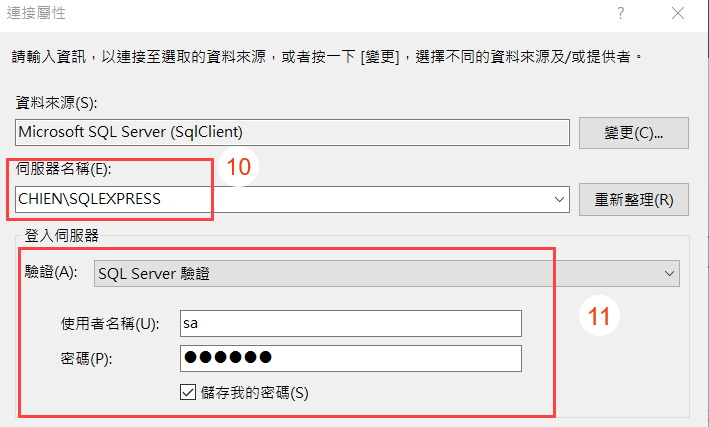 連接屬性
請輸入資訊，以連接至選取的資料來源，或者按一下 [變更]，選擇不同的資料來源及/或提供者。
資料來源(S):
Microsoft SQL Server (SqlClient)
變更(C)...
伺服器名稱(E):
10
CHIEN\SQLEXPRESS
重新整理(R)
登入伺服器
驗證(A):
SQL Server 驗證
使用者名稱(U):
sa
11
密碼(P):
●●●●●●
儲存我的密碼(S)